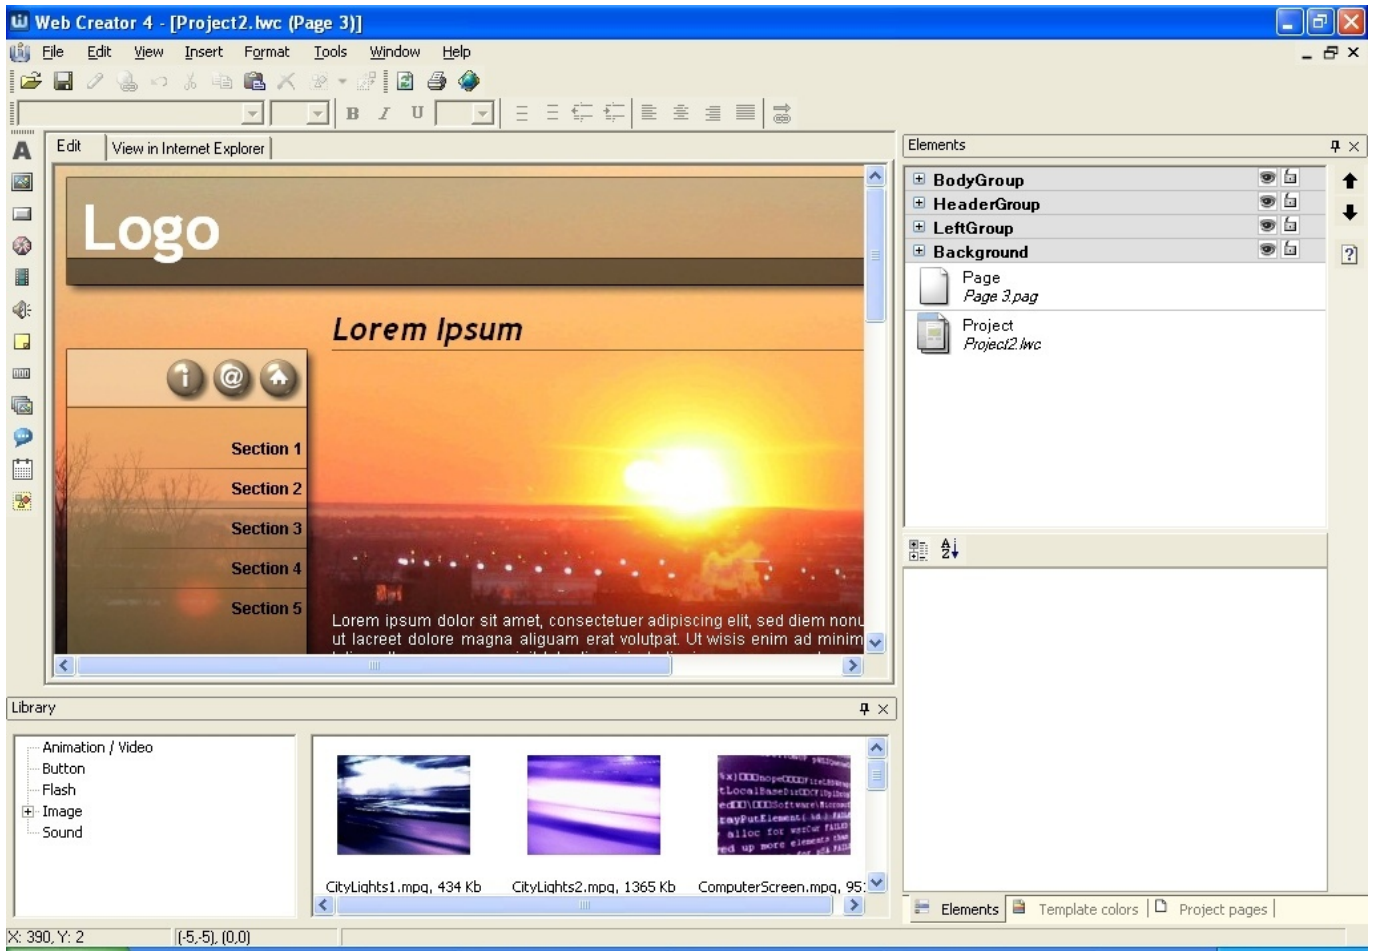 Web Creator 4 - [Project2.lwc (Page 3)]
File Edit View Insert Format Tools Window Help
B I U
Edit View in Internet Explorer
Logo
Lorem Ipsum
Section 1
Section 2
Section 3
Section 4
Section 5
Lorem ipsum dolor sit amet, consectetuer adipiscing elit, sed diem nonu
ut lacreet dolore magna aliguam erat volutpat. Ut wisis enim ad minim
Elements
BodyGroup
HeaderGroup
LeftGroup
Background
Page
Page 3.pag
Project
Project2.lwc
Library
Animation / Video
Button
Flash
Image
Sound
CityLights1.mpg, 434 Kb CityLights2.mpg, 1365 Kb ComputerScreen.mpg, 951
Elements Template colors Project pages
X: 390, Y: 2 (-5,-5), (0,0)